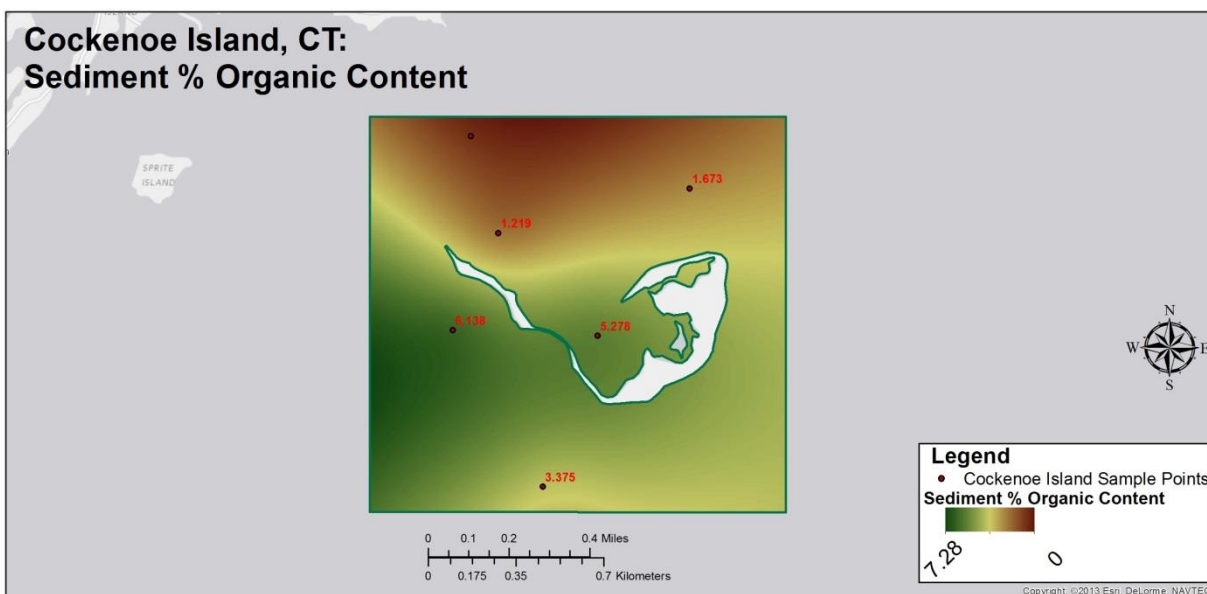 ISLAND
Cockenoe Island, CT:
Sediment % Organic Content
SPRITE
ISLAND
1.673
1.219
6.138
5.278
3.375
N
W E
S
0 0.1 0.2 0.4 Miles
0 0.175 0.35 0.7 Kilometers
Legend
Cockenoe Island Sample Points
Sediment % Organic Content
7.28 0
Copyright: ©2013 Esri, DeLorme, NAVTEQ